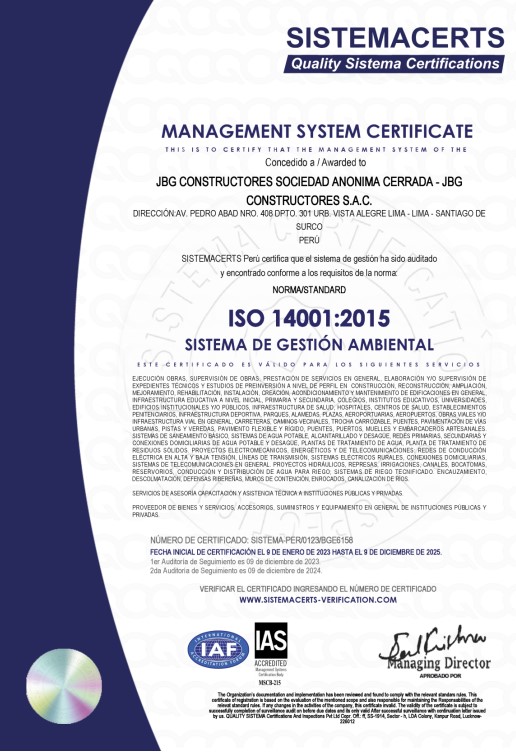 SISTEMACERTS
Quality Sistema Certifications
MANAGEMENT SYSTEM CERTIFICATE
THIS IS TO CERTIFY THAT THE MANAGEMENT SYSTEM OF THE
Concedido a / Awarded to
JBG CONSTRUCTORES SOCIEDAD ANONIMA CERRADA - JBG
CONSTRUCTORES S.A.C.
DIRECCIÓN:AV. PEDRO ABAD NRO. 408 DPTO. 301 URB. VISTA ALEGRE LIMA - LIMA - SANTIAGO DE
SURCO
PERÚ
SISTEMACERTS Perú certifica que el sistema de gestión ha sido auditado
y encontrado conforme a los requisitos de la norma:
NORMA/STANDARD
ISO 14001:2015
SISTEMA DE GESTIÓN AMBIENTAL
ESTE CERTIFICADO ES VÁLIDO PARA LOS SIGUIENTES SERVICIOS
EJECUCIÓN OBRAS, SUPERVISIÓN DE OBRAS, PRESTACIÓN DE SERVICIOS EN GENERAL, ELABORACIÓN Y/O SUPERVISIÓN DE
EXPEDIENTES TÉCNICOS Y ESTUDIOS DE PREINVERSIÓN A NIVEL DE PERFIL EN: CONSTRUCCIÓN, RECONSTRUCCIÓN, AMPLIACIÓN,
MEJORAMIENTO, REHABILITACIÓN, INSTALACIÓN, CREACIÓN, ACONDICIONAMIENTO Y MANTENIMIENTO DE EDIFICACIONES EN GENERAL,
INFRAESTRUCTURA EDUCATIVA A NIVEL INICIAL, PRIMARIA Y SECUNDARIA, COLEGIOS, INSTITUTOS EDUCATIVOS, UNIVERSIDADES,
EDIFICIOS INSTITUCIONALES Y/O PÚBLICOS, INFRAESTRUCTURA DE SALUD: HOSPITALES, CENTROS DE SALUD, ESTABLECIMIENTOS
PENITENCIARIOS, INFRAESTRUCTURA DEPORTIVA, PARQUES, ALAMEDAS, PLAZAS, AEROPORTUARIAS, AEROPUERTOS, OBRAS VIALES Y/O
INFRAESTRUCTURA VIAL EN GENERAL, CARRETERAS, CAMINOS VECINALES, TROCHA CARROZABLE, PUENTES, PAVIMENTACIÓN DE VÍAS
URBANAS, PISTAS Y VEREDAS, PAVIMENTO FLEXIBLE Y RÍGIDO, PUENTES, PUERTOS, MUELLES Y EMBARCADEROS ARTESANALES.
SISTEMAS DE SANEAMIENTO BÁSICO, SISTEMAS DE AGUA POTABLE, ALCANTARILLADO Y DESAGUE, REDES PRIMARIAS, SECUNDARIAS Y
CONEXIONES DOMICILIARIAS DE AGUA POTABLE Y DESAGUE, PLANTAS DE TRATAMIENTO DE AGUA, PLANTA DE TRATAMIENTO DE
RESIDUOS SÓLIDOS. PROYECTOS ELECTROMECÁNICOS, ENERGÉTICOS Y DE TELECOMUNICACIONES: REDES DE CONDUCCIÓN
ELÉCTRICA EN ALTA Y BAJA TENSIÓN, LÍNEAS DE TRANSMISIÓN, SISTEMAS ELÉCTRICOS RURALES, CONEXIONES DOMICILIARIAS,
SISTEMAS DE TELECOMUNICACIONES EN GENERAL. PROYECTOS HIDRÁULICOS, REPRESAS, IRRIGACIONES, CANALES, BOCATOMAS,
RESERVORIOS, CONDUCCIÓN Y DISTRIBUCIÓN DE AGUA PARA RIEGO, SISTEMAS DE RIEGO TECNIFICADO. ENCAUZAMIENTO,
DESCOLMATACIÓN, DEFENSAS RIBEREÑAS, MUROS DE CONTENCIÓN, ENROCADOS, CANALIZACIÓN DE RÍOS.
SERVICIOS DE ASESORÍA CAPACITACIÓN Y ASISTENCIA TÉCNICA A INSTITUCIONES PÚBLICAS Y PRIVADAS.
PROVEEDOR DE BIENES Y SERVICIOS, ACCESORIOS, SUMINISTROS Y EQUIPAMIENTO EN GENERAL DE INSTITUCIONES PÚBLICAS Y
PRIVADAS.
NÚMERO DE CERTIFICADO: SISTEMA-PER/0123/BGE6158
FECHA INICIAL DE CERTIFICACIÓN EL 9 DE ENERO DE 2023 HASTA EL 9 DE DICIEMBRE DE 2025.
1er Auditoría de Seguimiento es 09 de diciembre de 2023.
2da Auditoría de Seguimiento es 09 de diciembre de 2024.
VERIFICAR EL CERTIFICADO INGRESANDO EL NÚMERO DE CERTIFICADO
WWW.SISTEMACERTS-VERIFICATION.COM
INTERNATIONAL
IAF
ACCREDITATION FORUM
IAS
ACCREDITED
Management Systems
Certification Body
MSCB-215
Managing Director
APROBADO POR
The Organization's documentation and implementation has been reviewed and found to comply with the relevant standars rules. This
certificate of registration is based on the evaluation of the mentioned scope and also responsible for maintaining the Responsibilities of the
relevant standard rules. If any changes in the activities of the company, this certificate invalid. The validity of the certificate is subject to
successfully completion of surveillance audit on before due dates and its only valid After successful surveillance with continuation letter issued
by us. QUALITY SISTEMA Certifications And Inspections Pvt Ltd Copr. Off.: ff, SS-191/4, Sector - h, LDA Colony, Kanpur Road, Lucknow-
226012